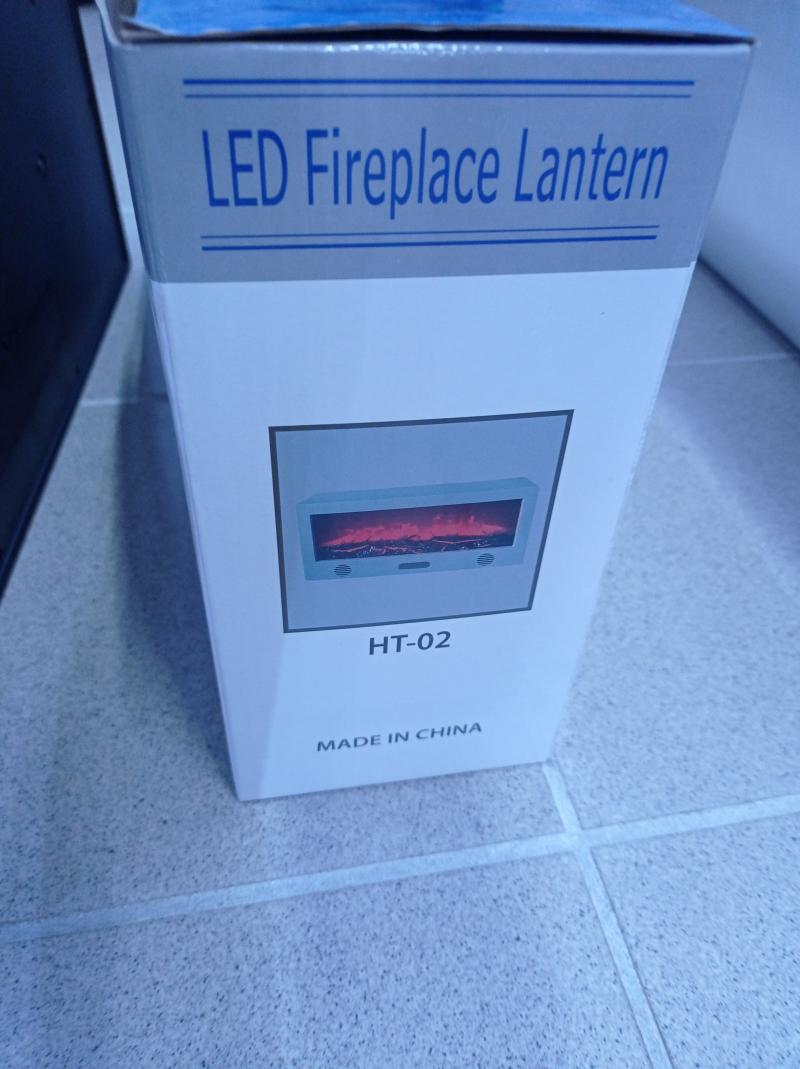 LED Fireplace Lantern
HT-02
MADE IN CHINA